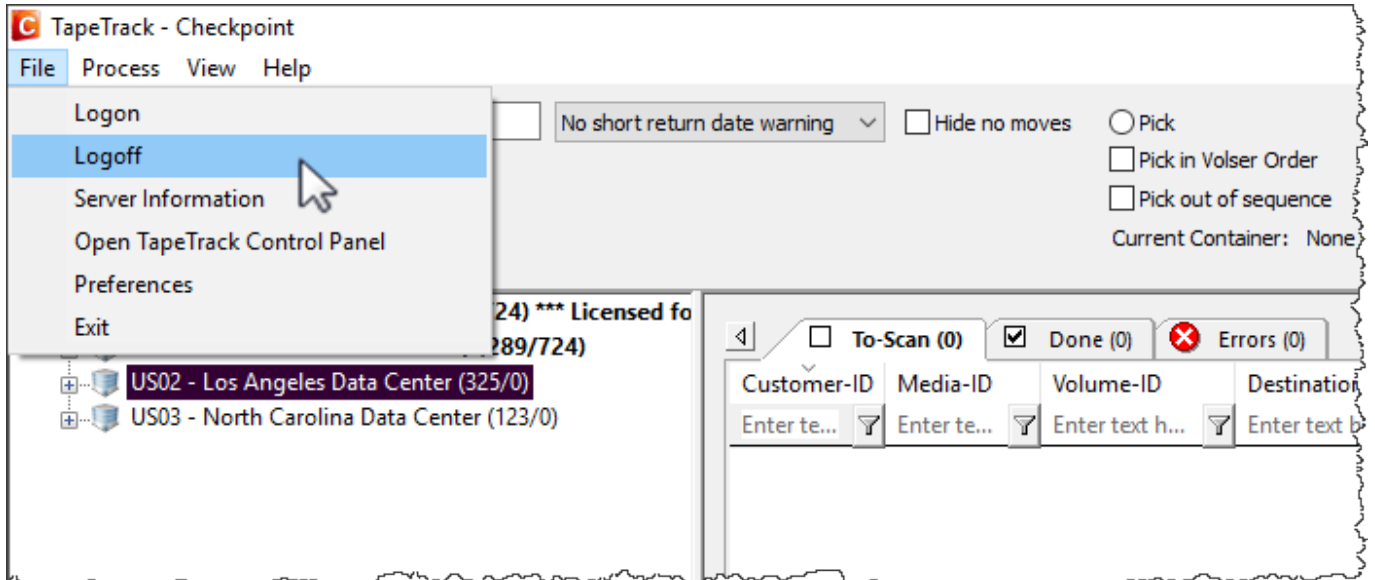 TapeTrack - Checkpoint
File Process View Help
Logon
Logoff
Server Information
Open TapeTrack Control Panel
Preferences
Exit
No short return date warning
Hide no moves
Pick
Pick in Volser Order
Pick out of sequence
Current Container: None
24) *** Licensed fo
289/724)
US02 - Los Angeles Data Center (325/0)
US03 - North Carolina Data Center (123/0)
To-Scan (0) Done (0) Errors (0)
Customer-ID Media-ID Volume-ID Destination
Enter te... Enter te... Enter text h... Enter text